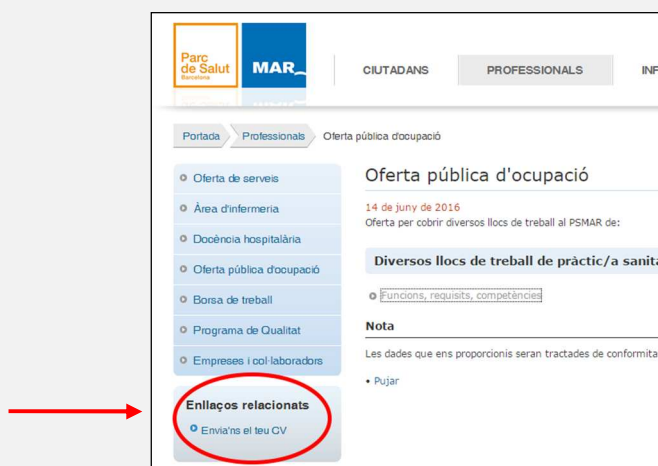 Parc
de Salut
Barcelona
MAR
CIUTADANS
PROFESSIONALS
Portada
Professionals
Oferta pública d'ocupació
Oferta de serveis
Àrea d'infermeria
Docència hospitalària
Oferta pública d'ocupació
Borsa de treball
Programa de Qualitat
Empreses i col·laboradors
Enllaços relacionats
Envia'ns el teu CV
Oferta pública d'ocupació
14 de juny de 2016
Oferta per cobrir diversos llocs de treball al PSMAR de:
Diversos llocs de treball de pràctic/a
Funcions, requisits, competències
Nota
Les dades que ens proporcionis seran tractades de
• Pujar